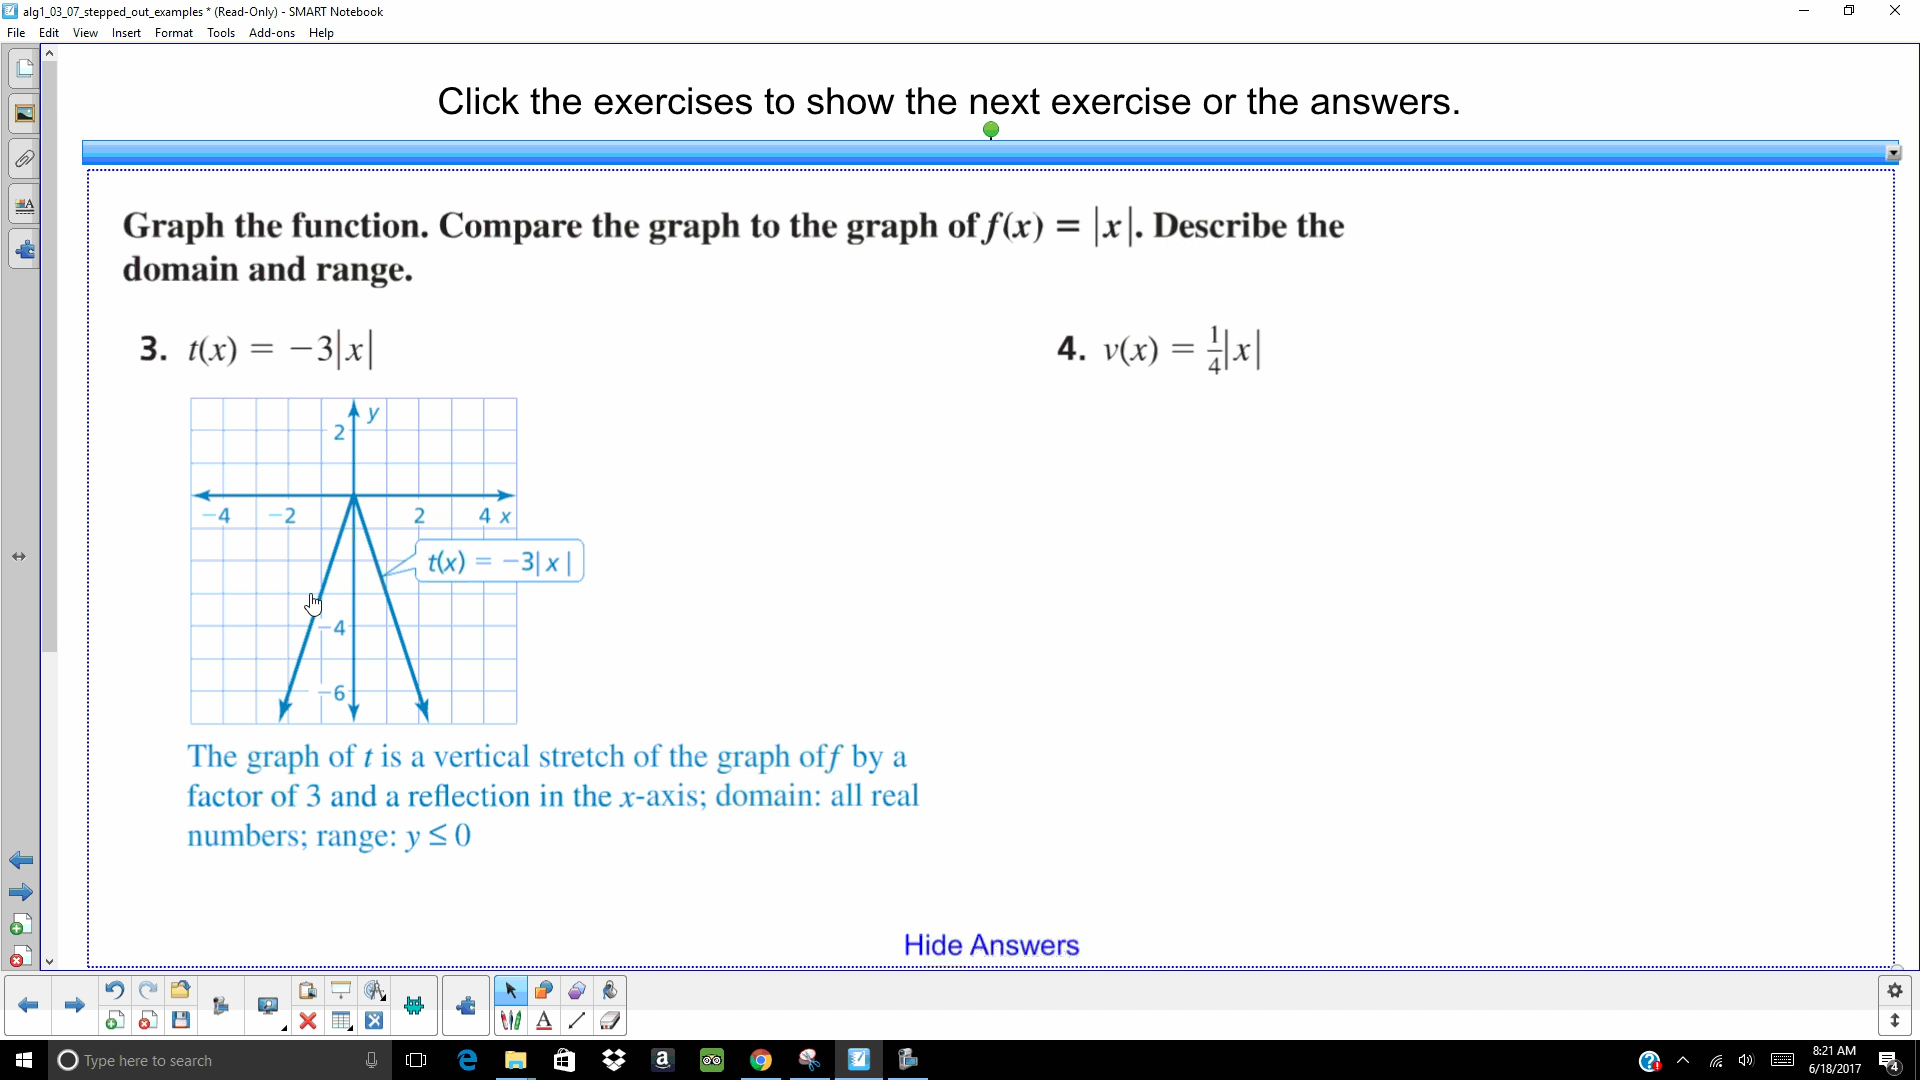 alg1_03_07_stepped_out_examples * (Read-Only) - SMART Notebook
File Edit View Insert Format Tools Add-ons Help
Click the exercises to show the next exercise or the answers.
Graph the function. Compare the graph to the graph of f(x) = |x|. Describe the
domain and range.
3. t(x) = −3|x|
4. v(x) = 1/4|x|
y
2
−4 −2 2 4 x
t(x) = −3| x |
−4
−6
The graph of t is a vertical stretch of the graph of f by a
factor of 3 and a reflection in the x-axis; domain: all real
numbers; range: y ≤ 0
Hide Answers
Type here to search
8:21 AM
6/18/2017
4